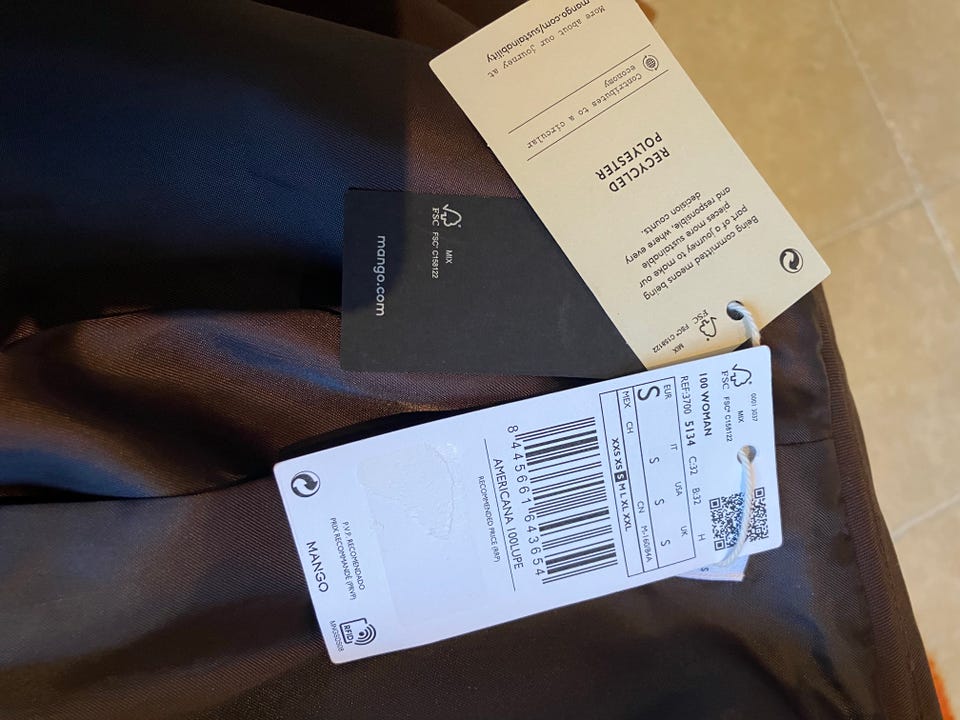 mango.com/sustainability
More about our journey at
Contributes to a circular
economy
RECYCLED
POLYESTER
Being committed means being
part of a journey to make our
pieces more sustainable
and responsible, where every
decision counts.
FSC
FSC® C158122
MIX
mango.com
FSC
FSC® C158122
MIX
0001 3037
MIX
FSC FSC® C158122
100 WOMAN
REF:3700 5134 C:32 B:32 H
EUR IT USA UK
S S S S
MEX CH CN M-160/84A
XXS XS S M L XL XXL
8 445661 643654
AMERICANA 100LUPE
RECOMMENDED PRICE (RRP)
P.V.P. RECOMENDADO
PRIX RECOMMANDÉ (PRVP)
MANGO
RFID
S